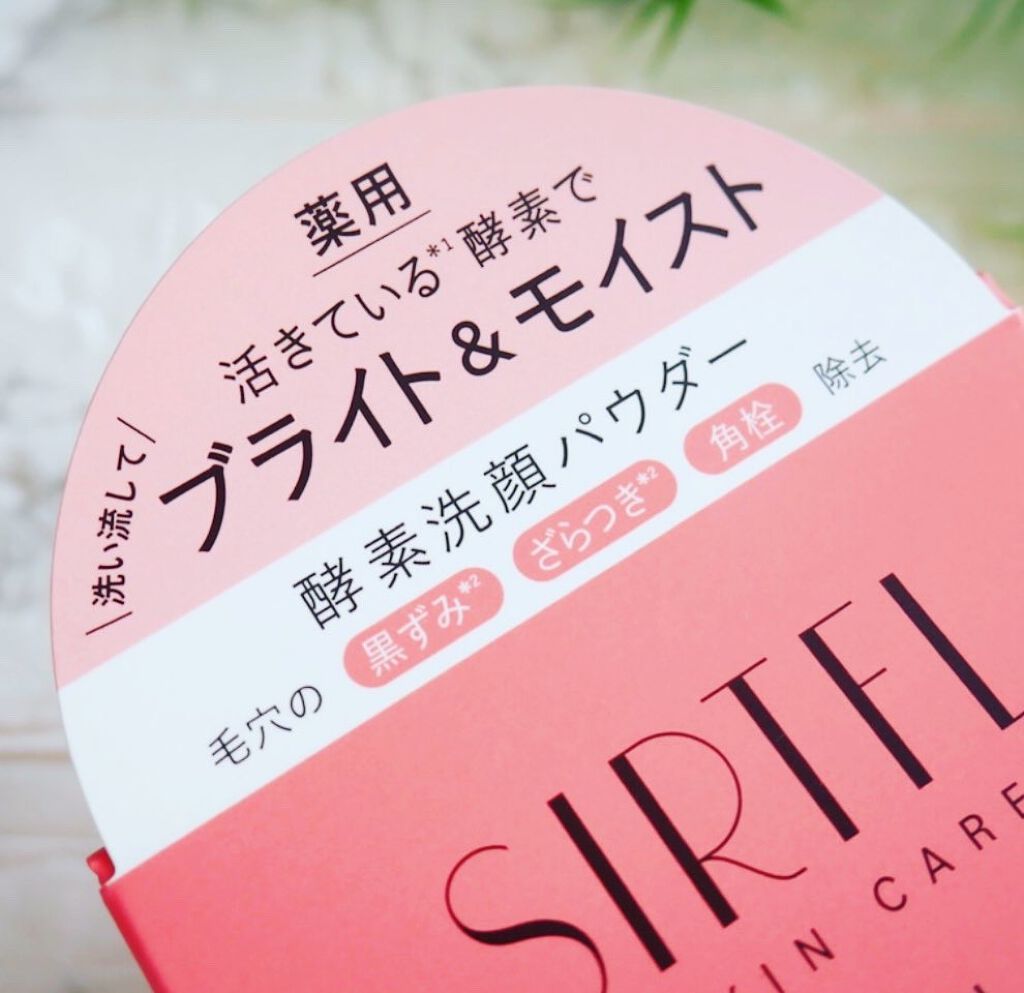 薬用
活きている*1酵素で
\洗い流して/
ブライト&モイスト
酵素洗顔パウダー
毛穴の 黒ずみ*2 ざらつき*2 角栓 除去
SIRTFL
KIN CARE